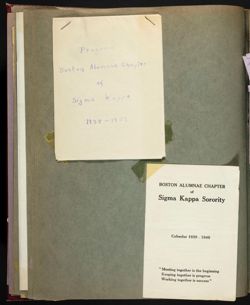 Boston Alumnae Chapter
of
Sigma Kappa
BOSTON ALUMNAE CHAPTER
of
Sigma Kappa Sorority
Calendar 1939 - 1940
"Meeting together is the beginning
Keeping together is progress
Working together is success"